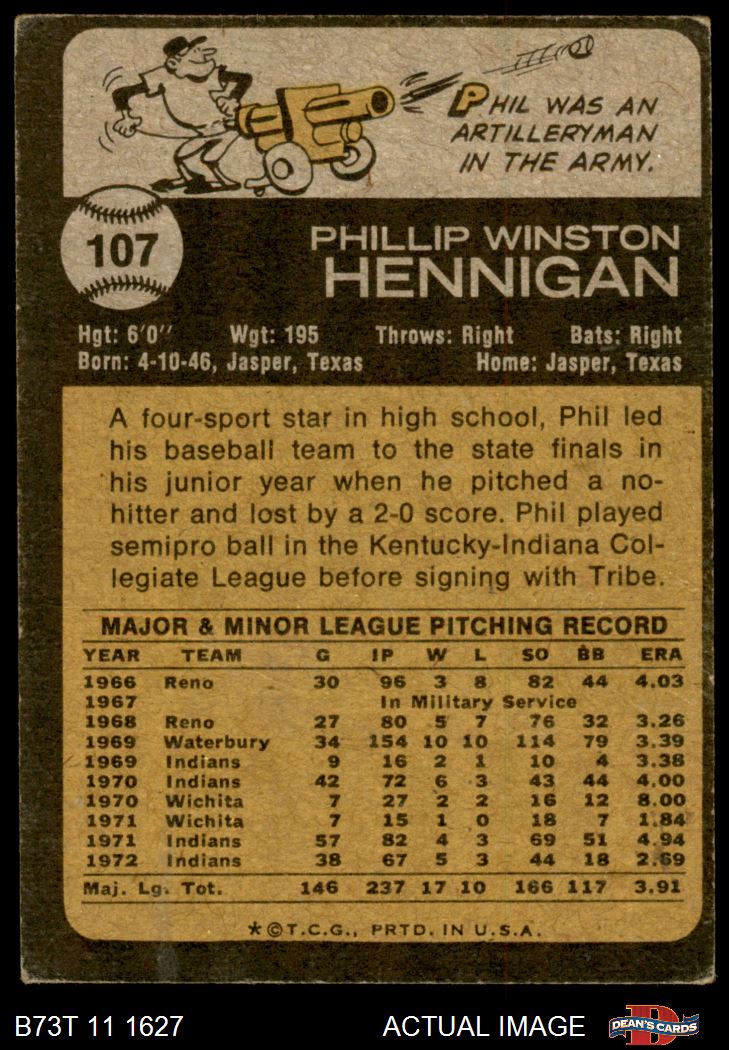 PHIL WAS AN
ARTILLERYMAN
IN THE ARMY.
107
PHILLIP WINSTON
HENNIGAN
Hgt: 6'0" Wgt: 195 Throws: Right Bats: Right
Born: 4-10-46, Jasper, Texas Home: Jasper, Texas
A four-sport star in high school, Phil led
his baseball team to the state finals in
his junior year when he pitched a no-
hitter and lost by a 2-0 score. Phil played
semipro ball in the Kentucky-Indiana Col-
legiate League before signing with Tribe.
MAJOR & MINOR LEAGUE PITCHING RECORD
YEAR TEAM G IP W L SO BB ERA
1966 Reno 30 96 3 8 82 44 4.03
1967 In Military Service
1968 Reno 27 80 5 7 76 32 3.26
1969 Waterbury 34 154 10 10 114 79 3.39
1969 Indians 9 16 2 1 10 4 3.38
1970 Indians 42 72 6 3 43 44 4.00
1970 Wichita 7 27 2 2 16 12 8.00
1971 Wichita 7 15 1 0 18 7 1.84
1971 Indians 57 82 4 3 69 51 4.94
1972 Indians 38 67 5 3 44 18 2.69
Maj. Lg. Tot. 146 237 17 10 166 117 3.91
*©T.C.G., PRTD. IN U.S.A.
B73T 11 1627 ACTUAL IMAGE DEAN'S CARDS